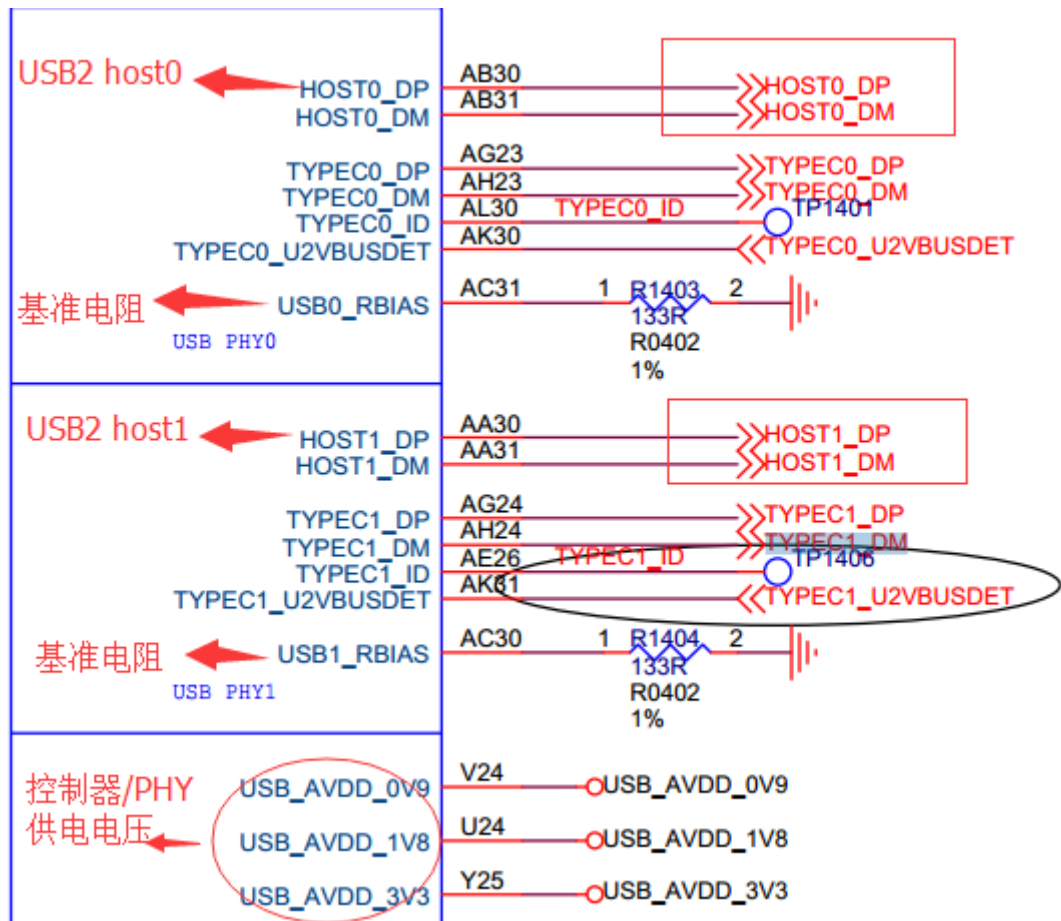 USB2 host0
HOST0_DP AB30 HOST0_DP
HOST0_DM AB31 HOST0_DM
TYPEC0_DP AG23 TYPEC0_DP
TYPEC0_DM AH23 TYPEC0_DM
TYPEC0_ID AL30 TYPEC0_ID TP1401
TYPEC0_U2VBUSDET AK30 TYPEC0_U2VBUSDET
基准电阻 USB0_RBIAS AC31 1 R1403 2
133R
USB PHY0 R0402
1%
USB2 host1
HOST1_DP AA30 HOST1_DP
HOST1_DM AA31 HOST1_DM
TYPEC1_DP AG24 TYPEC1_DP
TYPEC1_DM AH24 TYPEC1_DM
TYPEC1_ID AE26 TYPEC1_ID TP1406
TYPEC1_U2VBUSDET AK31 TYPEC1_U2VBUSDET
基准电阻 USB1_RBIAS AC30 1 R1404 2
133R
USB PHY1 R0402
1%
控制器/PHY
供电电压
USB_AVDD_0V9 V24 USB_AVDD_0V9
USB_AVDD_1V8 U24 USB_AVDD_1V8
USB_AVDD_3V3 Y25 USB_AVDD_3V3